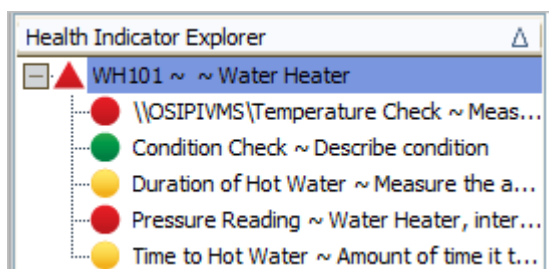 Health Indicator Explorer
WH101 ~ ~ Water Heater
\\OSIPIVMS\Temperature Check ~ Meas...
Condition Check ~ Describe condition
Duration of Hot Water ~ Measure the a...
Pressure Reading ~ Water Heater, inter...
Time to Hot Water ~ Amount of time it t...